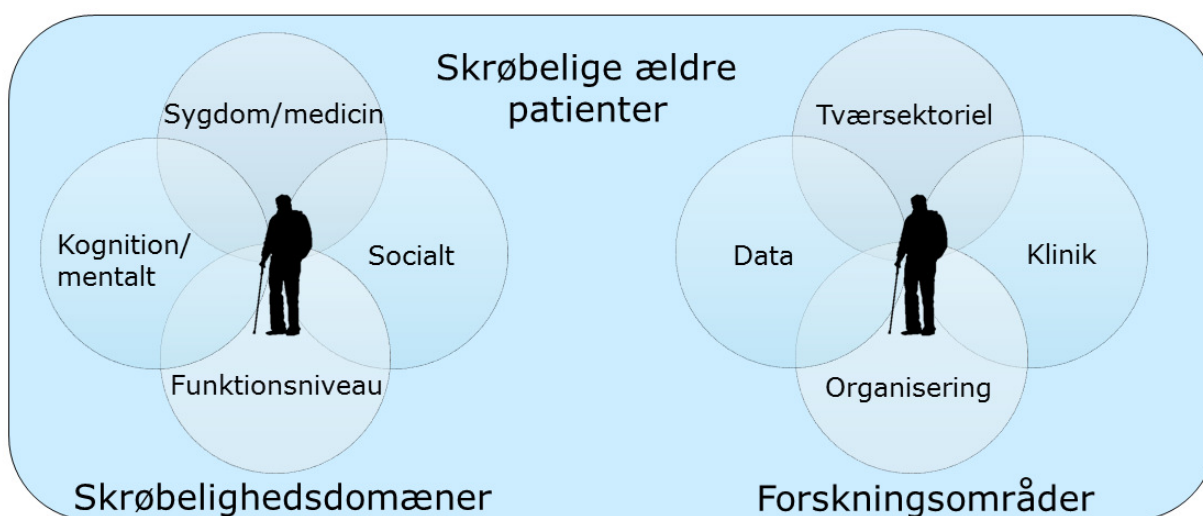 Skrøbelige ældre
patienter
Sygdom/medicin
Kognition/
mentalt
Socialt
Funktionsniveau
Skrøbelighedsdomæner
Tværsektoriel
Data
Klinik
Organisering
Forskningsområder